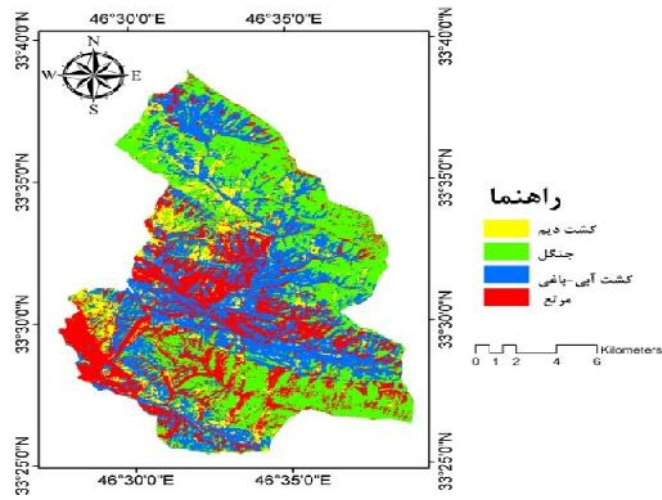 46°30'0"E 46°35'0"E
33°40'0"N 33°40'0"N
N
W E
S
33°35'0"N 33°35'0"N
راهنما
کشت دیم
جنگل
کشت آبی-باغی
مرتع
33°30'0"N 33°30'0"N
Kilometers
0 1 2 4 6
33°25'0"N 33°25'0"N
46°30'0"E 46°35'0"E